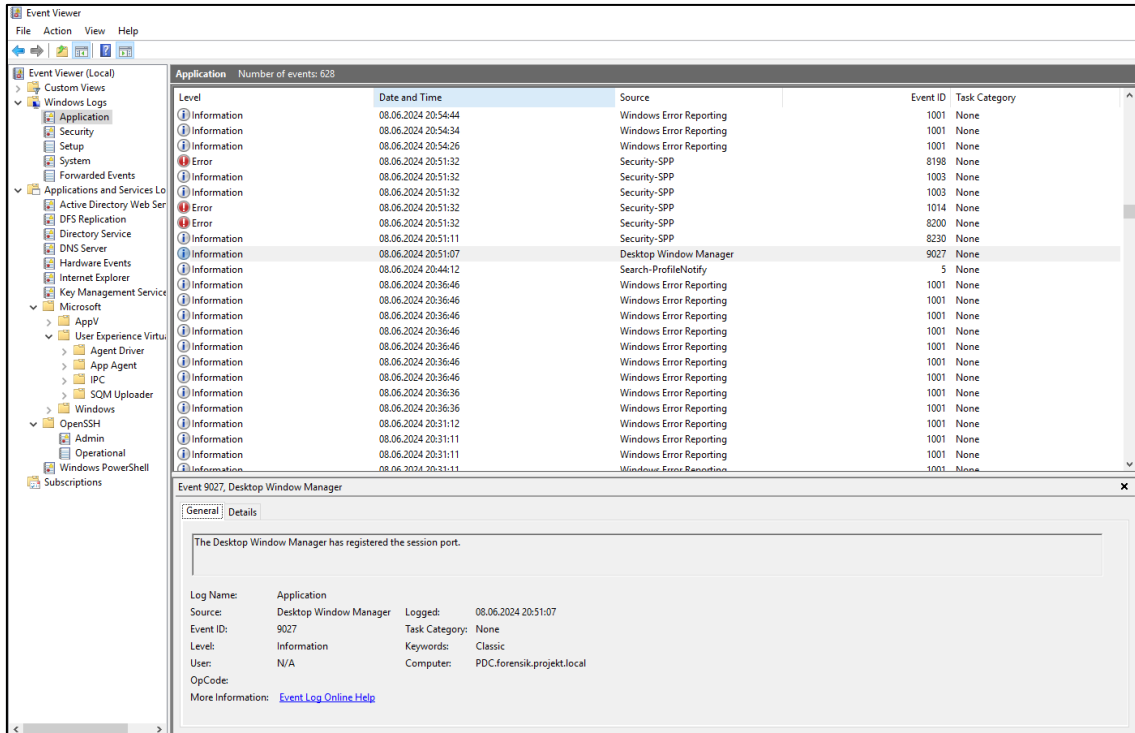 Event Viewer
File Action View Help
Event Viewer (Local)
Custom Views
Windows Logs
Application
Security
Setup
System
Forwarded Events
Applications and Services Lo
Active Directory Web Ser
DFS Replication
Directory Service
DNS Server
Hardware Events
Internet Explorer
Key Management Service
Microsoft
AppV
User Experience Virtu
Agent Driver
App Agent
IPC
SQM Uploader
Windows
OpenSSH
Admin
Operational
Windows PowerShell
Subscriptions
Application Number of events: 628
Level Date and Time Source Event ID Task Category
Information 08.06.2024 20:54:44 Windows Error Reporting 1001 None
Information 08.06.2024 20:54:34 Windows Error Reporting 1001 None
Information 08.06.2024 20:54:26 Windows Error Reporting 1001 None
Error 08.06.2024 20:51:32 Security-SPP 8198 None
Information 08.06.2024 20:51:32 Security-SPP 1003 None
Information 08.06.2024 20:51:32 Security-SPP 1003 None
Error 08.06.2024 20:51:32 Security-SPP 1014 None
Error 08.06.2024 20:51:32 Security-SPP 8200 None
Information 08.06.2024 20:51:11 Security-SPP 8230 None
Information 08.06.2024 20:51:07 Desktop Window Manager 9027 None
Information 08.06.2024 20:44:12 Search-ProfileNotify 5 None
Information 08.06.2024 20:36:46 Windows Error Reporting 1001 None
Information 08.06.2024 20:36:46 Windows Error Reporting 1001 None
Information 08.06.2024 20:36:46 Windows Error Reporting 1001 None
Information 08.06.2024 20:36:46 Windows Error Reporting 1001 None
Information 08.06.2024 20:36:46 Windows Error Reporting 1001 None
Information 08.06.2024 20:36:46 Windows Error Reporting 1001 None
Information 08.06.2024 20:36:46 Windows Error Reporting 1001 None
Information 08.06.2024 20:36:36 Windows Error Reporting 1001 None
Information 08.06.2024 20:36:36 Windows Error Reporting 1001 None
Information 08.06.2024 20:31:12 Windows Error Reporting 1001 None
Information 08.06.2024 20:31:11 Windows Error Reporting 1001 None
Information 08.06.2024 20:31:11 Windows Error Reporting 1001 None
Information 08.06.2024 20:31:11 Windows Error Reporting 1001 None
Event 9027, Desktop Window Manager
General Details
The Desktop Window Manager has registered the session port.
Log Name: Application
Source: Desktop Window Manager Logged: 08.06.2024 20:51:07
Event ID: 9027 Task Category: None
Level: Information Keywords: Classic
User: N/A Computer: PDC.forensik.projekt.local
OpCode:
More Information: Event Log Online Help